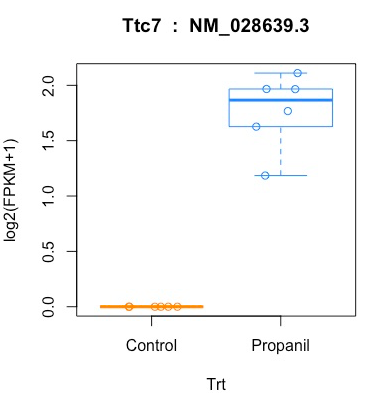 Ttc7 : NM_028639.3
log2(FPKM+1)
2.0
1.5
1.0
0.5
0.0
Control Propanil
Trt